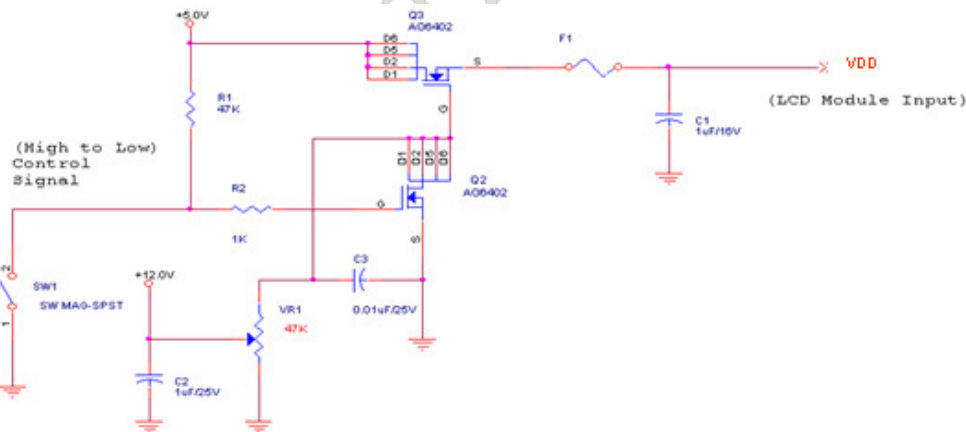 +5.0V
Q3
AO6402
D6
D5
D2
D1
S
G
F1
VDD
(LCD Module Input)
R1
47K
C1
1uF/16V
(High to Low)
Control
Signal
D1
D2
D5
D6
Q2
AO6402
R2
1K
G
S
2
SW1
SW MAG-SPST
1
+12.0V
C3
0.01uF/25V
VR1
47K
C2
1uF/25V